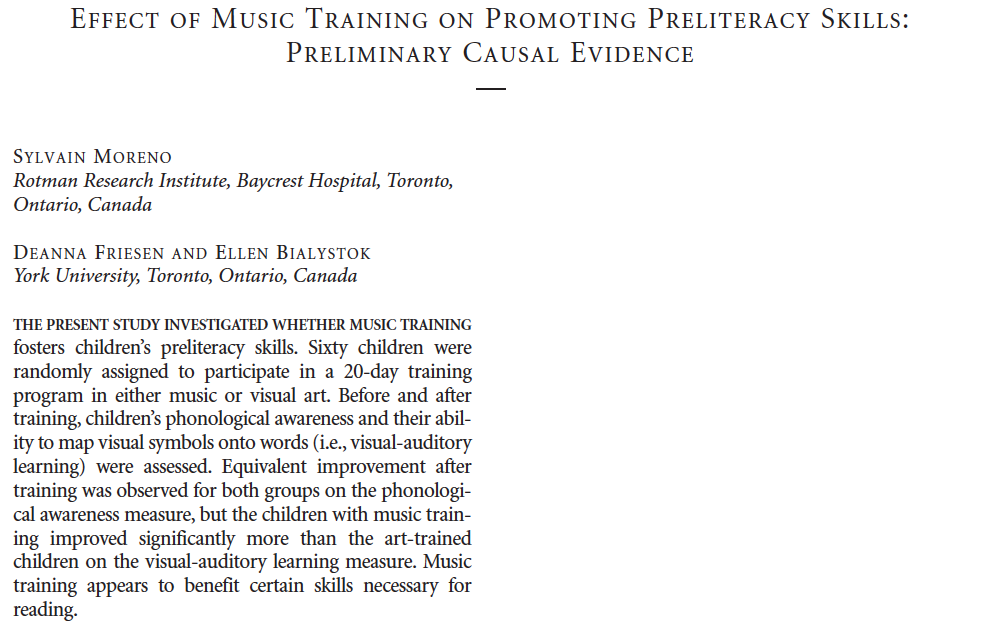 EFFECT OF MUSIC TRAINING ON PROMOTING PRELITERACY SKILLS:
PRELIMINARY CAUSAL EVIDENCE
SYLVAIN MORENO
Rotman Research Institute, Baycrest Hospital, Toronto,
Ontario, Canada
DEANNA FRIESEN AND ELLEN BIALYSTOK
York University, Toronto, Ontario, Canada
THE PRESENT STUDY INVESTIGATED WHETHER MUSIC TRAINING
fosters children's preliteracy skills. Sixty children were
randomly assigned to participate in a 20-day training
program in either music or visual art. Before and after
training, children's phonological awareness and their abil-
ity to map visual symbols onto words (i.e., visual-auditory
learning) were assessed. Equivalent improvement after
training was observed for both groups on the phonologi-
cal awareness measure, but the children with music train-
ing improved significantly more than the art-trained
children on the visual-auditory learning measure. Music
training appears to benefit certain skills necessary for
reading.